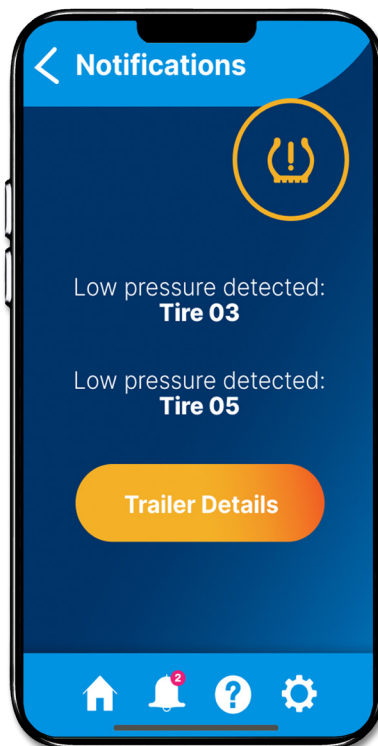 Notifications
Low pressure detected:
Tire 03
Low pressure detected:
Tire 05
Trailer Details
2